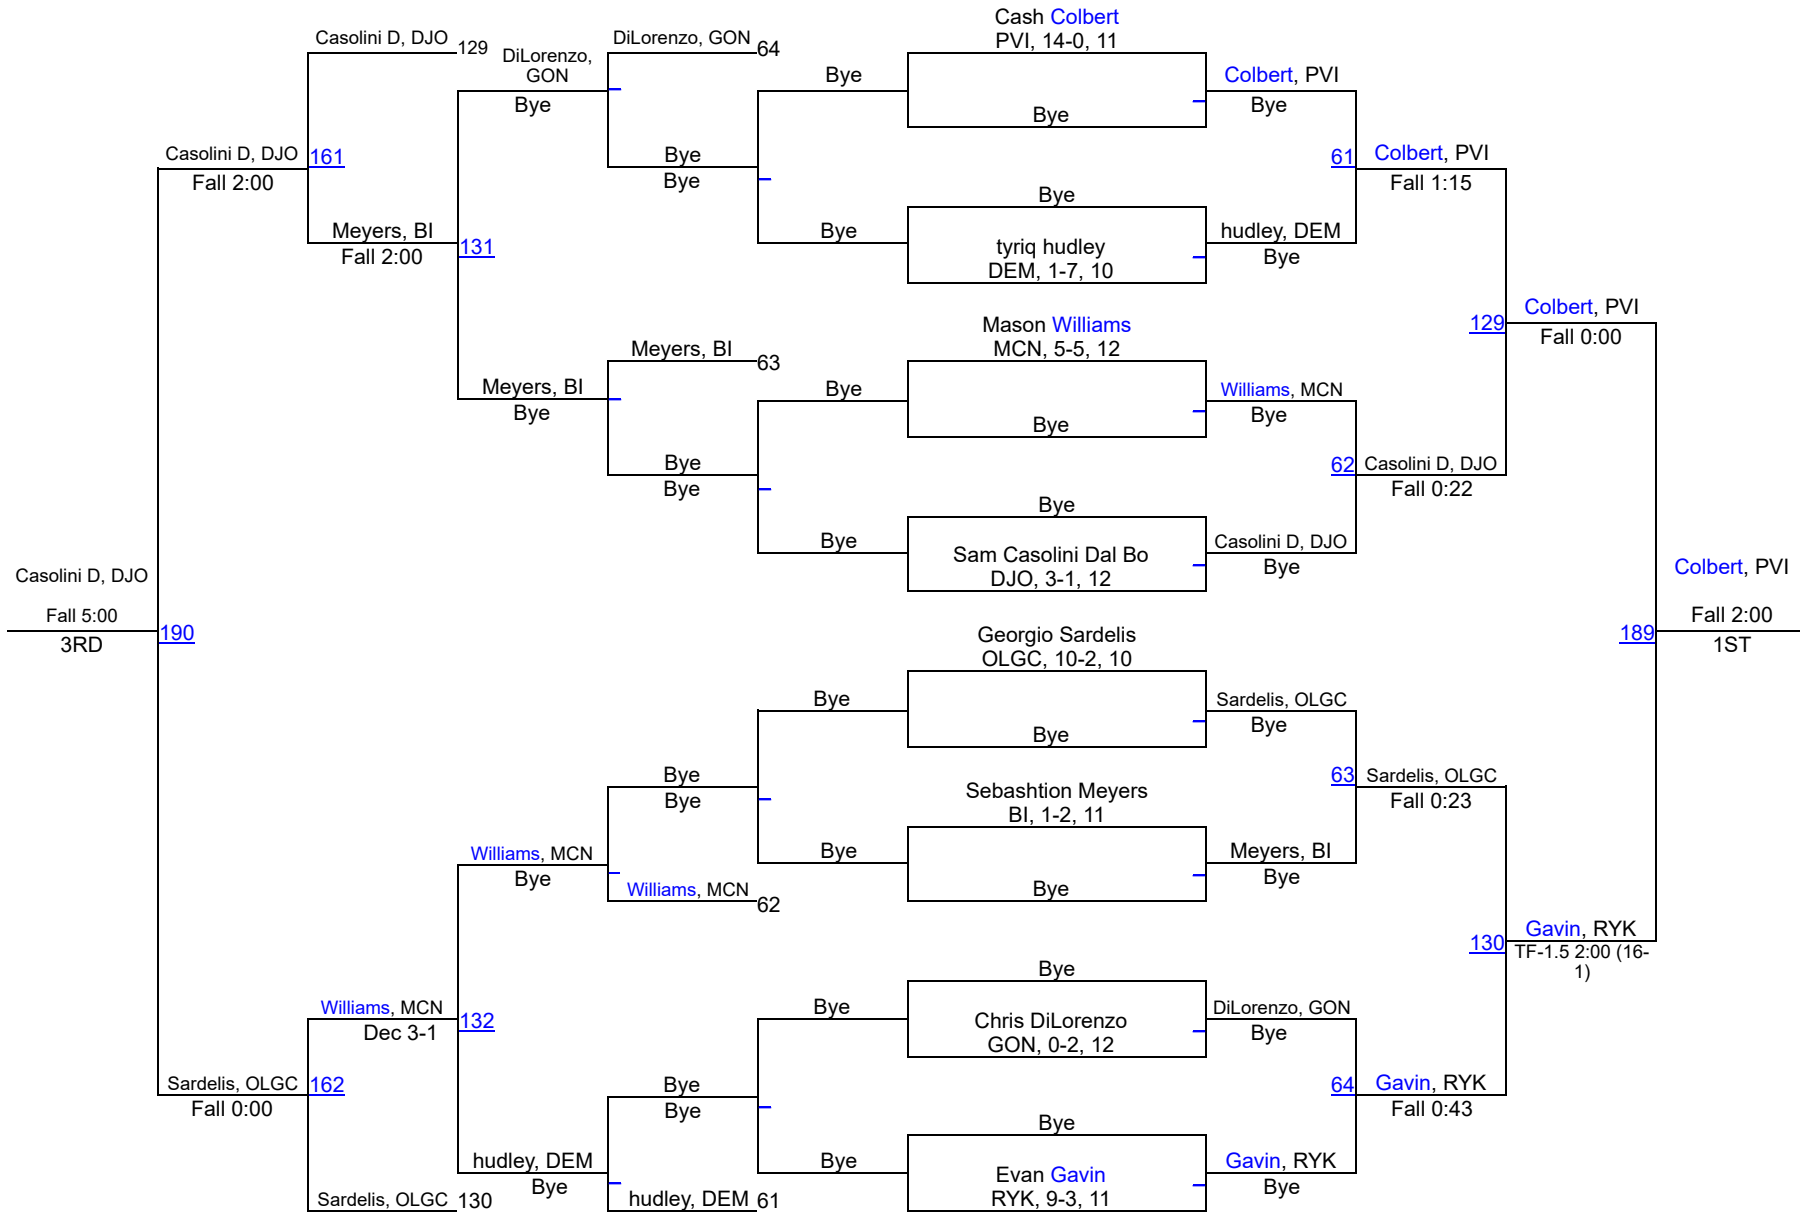 Cash Colbert
PVI, 14-0, 11
Casolini D, DJO 129
DiLorenzo,
GON
DiLorenzo, GON 64
Bye
Bye
Colbert, PVI
Bye
Bye
Casolini D, DJO
161
Fall 2:00
Bye
Bye
61
Colbert, PVI
Fall 1:15
Bye
Meyers, BI
131
Fall 2:00
Bye
tyriq hudley
DEM, 1-7, 10
hudley, DEM
Bye
Mason Williams
MCN, 5-5, 12
129
Colbert, PVI
Fall 0:00
Meyers, BI
63
Meyers, BI
Bye
Bye
Bye
Williams, MCN
Bye
Bye
Bye
62
Casolini D, DJO
Fall 0:22
Bye
Bye
Sam Casolini Dal Bo
DJO, 3-1, 12
Casolini D, DJO
Bye
Casolini D, DJO
Fall 5:00
3RD
190
Colbert, PVI
Fall 2:00
1ST
189
Georgio Sardelis
OLGC, 10-2, 10
Bye
Bye
Sardelis, OLGC
Bye
Bye
Bye
63
Sardelis, OLGC
Fall 0:23
Sebashtion Meyers
BI, 1-2, 11
Williams, MCN
Bye
Bye
Bye
Meyers, BI
Bye
Williams, MCN
62
130
Gavin, RYK
TF-1.5 2:00 (16-
1)
Bye
Williams, MCN
Dec 3-1
132
Bye
Chris DiLorenzo
GON, 0-2, 12
DiLorenzo, GON
Bye
Sardelis, OLGC
162
Fall 0:00
Bye
Bye
64
Gavin, RYK
Fall 0:43
Bye
hudley, DEM
Bye
Bye
Evan Gavin
RYK, 9-3, 11
Gavin, RYK
Bye
Sardelis, OLGC 130
hudley, DEM 61